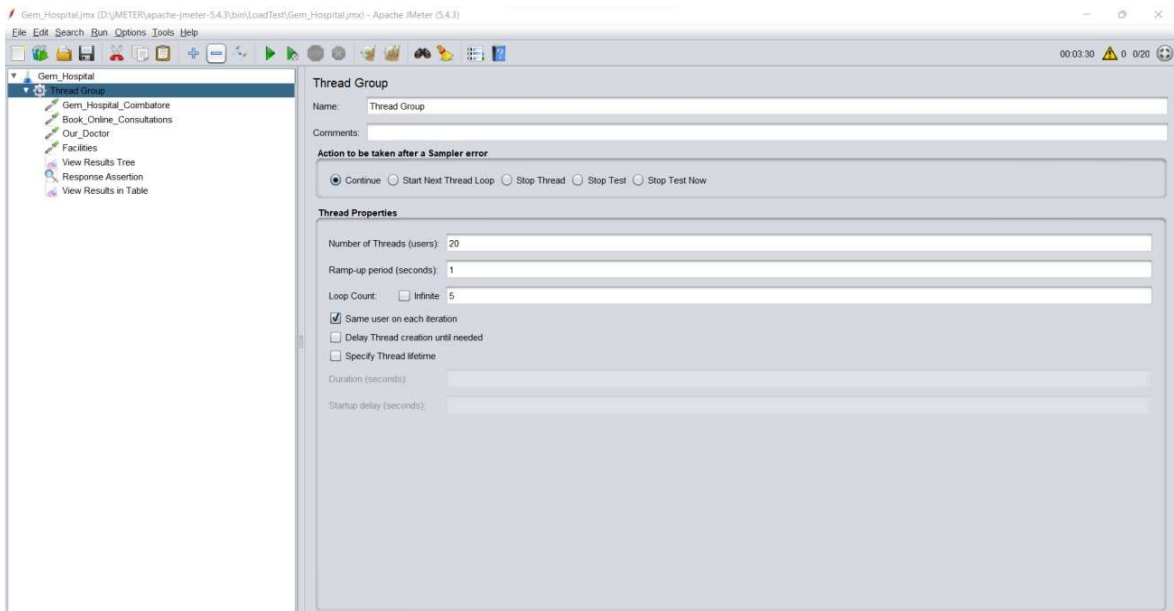 Gem_Hospital.jmx (D:\jMETER\apache-jmeter-5.4.3\bin\LoadTest\Gem_Hospital.jmx) - Apache JMeter (5.4.3)
File Edit Search Run Options Tools Help
00:03:30 0 0/20
Gem_Hospital
Thread Group
Gem_Hospital_Coimbatore
Book_Online_Consultations
Our_Doctor
Facilities
View Results Tree
Response Assertion
View Results in Table
Thread Group
Name: Thread Group
Comments:
Action to be taken after a Sampler error
Continue Start Next Thread Loop Stop Thread Stop Test Stop Test Now
Thread Properties
Number of Threads (users): 20
Ramp-up period (seconds): 1
Loop Count: Infinite 5
Same user on each iteration
Delay Thread creation until needed
Specify Thread lifetime
Duration (seconds):
Startup delay (seconds):